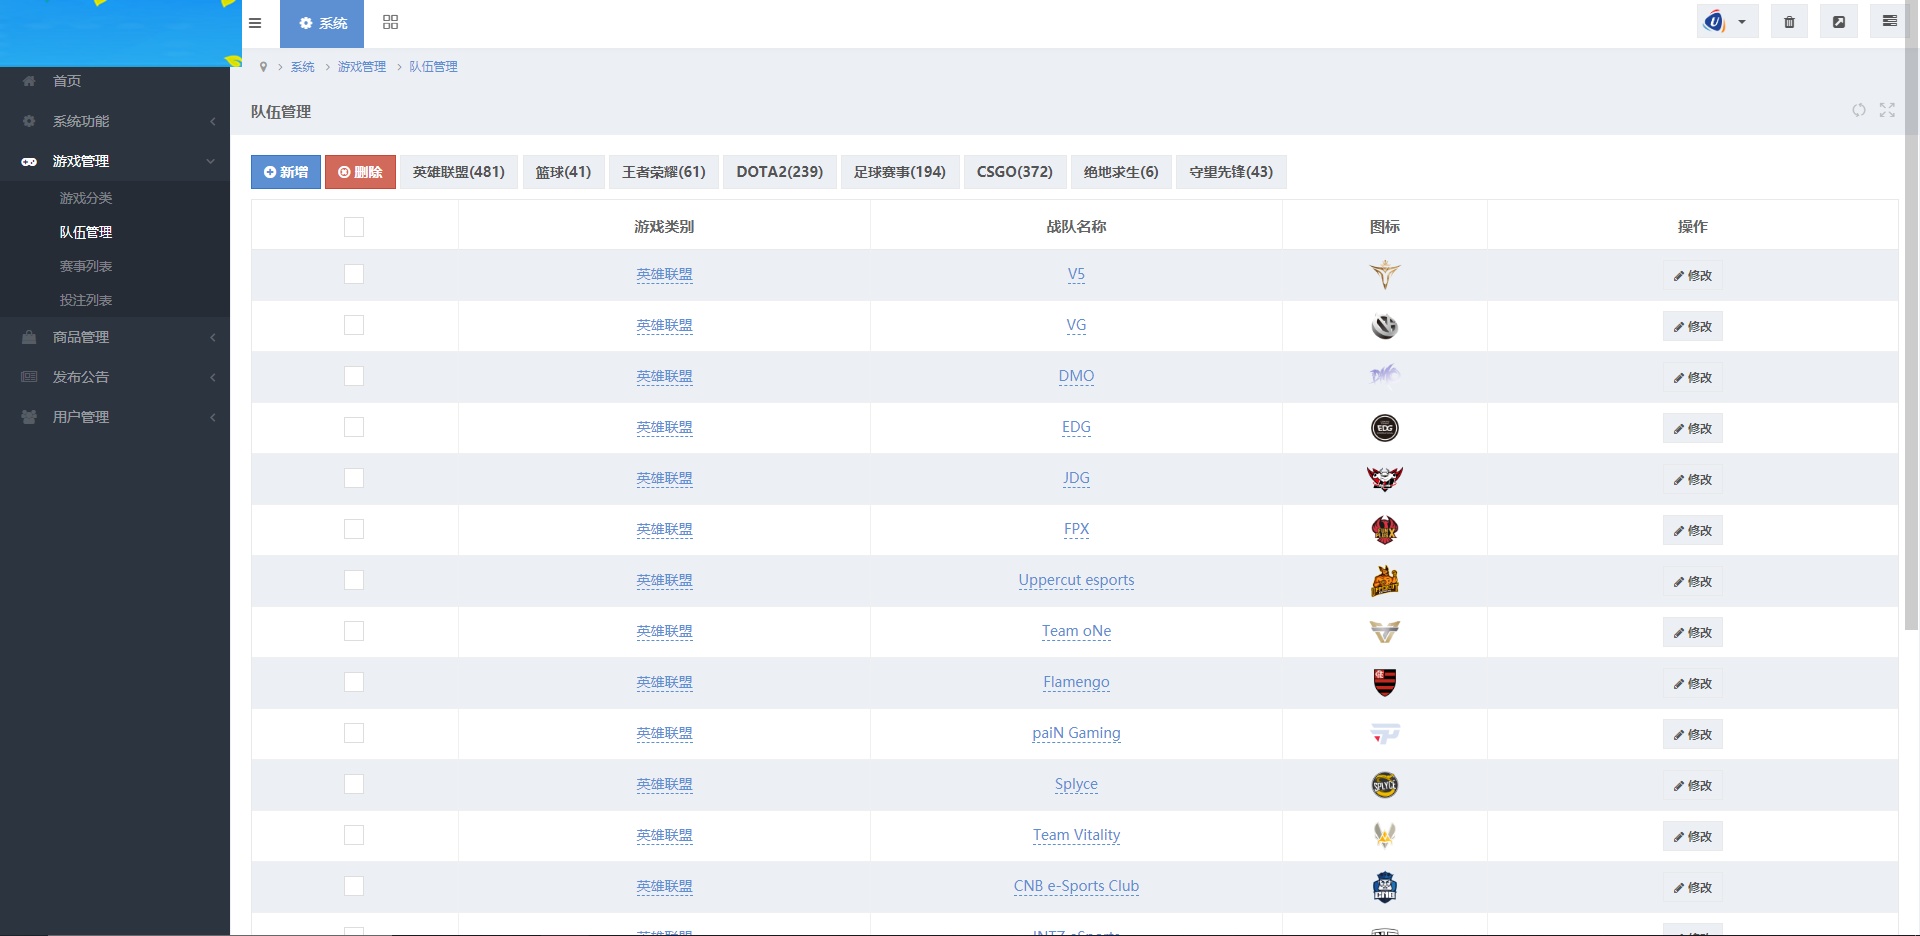 系统
系统 游戏管理 队伍管理
首页
系统功能
游戏管理
游戏分类
队伍管理
赛事列表
投注列表
商品管理
发布公告
用户管理
队伍管理
新增 删除 英雄联盟(481) 篮球(41) 王者荣耀(61) DOTA2(239) 足球赛事(194) CSGO(372) 绝地求生(6) 守望先锋(43)
游戏类别 战队名称 图标 操作
英雄联盟 V5 修改
英雄联盟 VG 修改
英雄联盟 DMO DMO 修改
英雄联盟 EDG EDG 修改
英雄联盟 JDG 修改
英雄联盟 FPX 修改
英雄联盟 Uppercut esports 修改
英雄联盟 Team oNe 修改
英雄联盟 Flamengo 修改
英雄联盟 paiN Gaming 修改
英雄联盟 Splyce SPLYCE 修改
英雄联盟 Team Vitality 修改
英雄联盟 CNB e-Sports Club CNB 修改
英雄联盟 INTZ eSports 修改